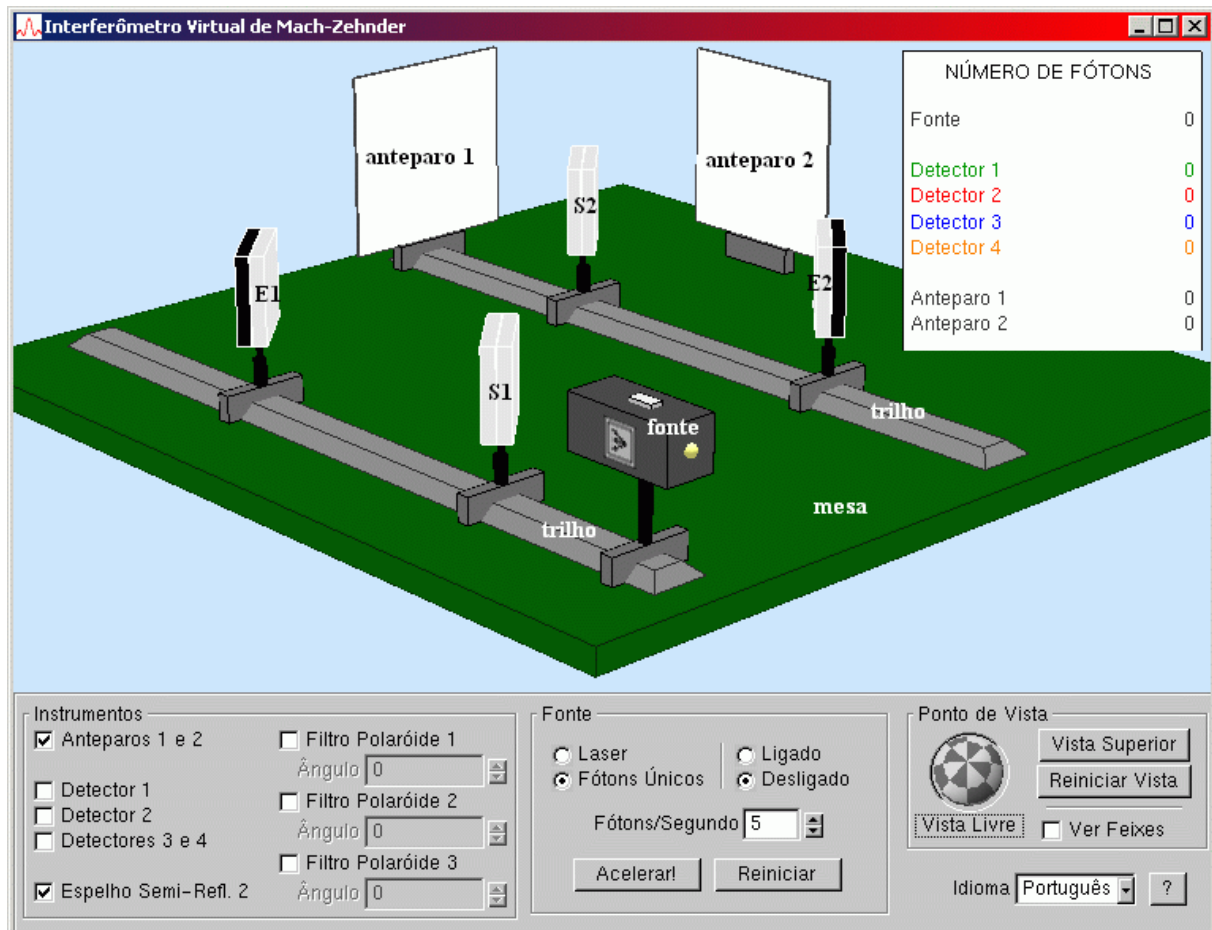 Interferômetro Virtual de Mach-Zehnder
NÚMERO DE FÓTONS
Fonte 0
Detector 1 0
Detector 2 0
Detector 3 0
Detector 4 0
Anteparo 1 0
Anteparo 2 0
anteparo 1
anteparo 2
S2
E1
E2
S1
fonte
trilho
mesa
trilho
Instrumentos
Anteparos 1 e 2
Detector 1
Detector 2
Detectores 3 e 4
Espelho Semi-Refl. 2
Filtro Polaróide 1
Ângulo 0
Filtro Polaróide 2
Ângulo 0
Filtro Polaróide 3
Ângulo 0
Fonte
Laser
Fótons Únicos
Ligado
Desligado
Fótons/Segundo 5
Acelerar! Reiniciar
Ponto de Vista
Vista Livre
Vista Superior
Reiniciar Vista
Ver Feixes
Idioma Português ?